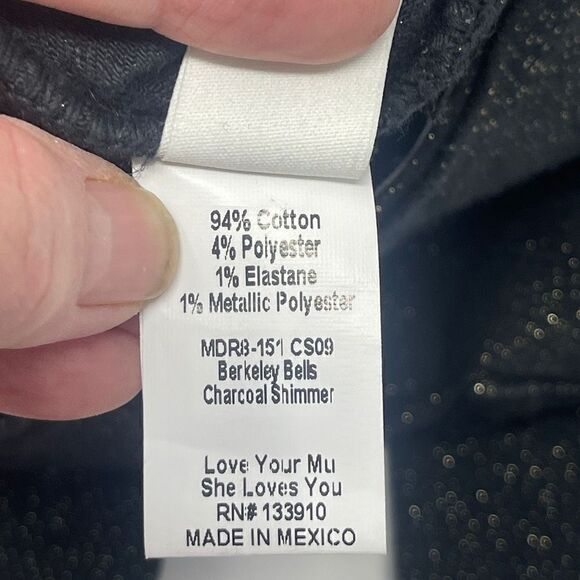 94% Cotton
4% Polyester
1% Elastane
1% Metallic Polyester
MDR8-151 CS09
Berkeley Bells
Charcoal Shimmer
Love Your Mu
She Loves You
RN# 133910
MADE IN MEXICO